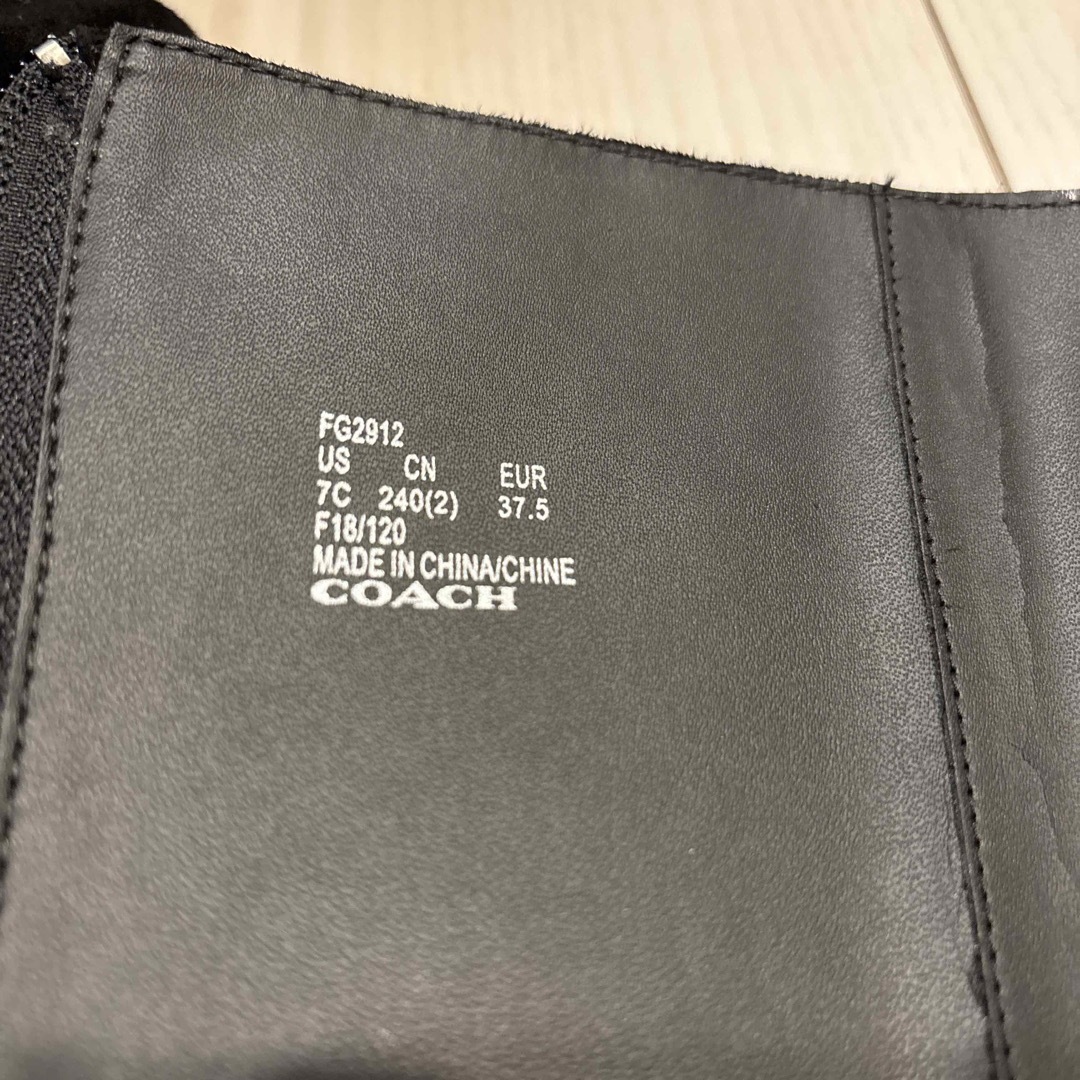 FG2912
US CN EUR
7C 240(2) 37.5
F18/120
MADE IN CHINA/CHINE
COACH